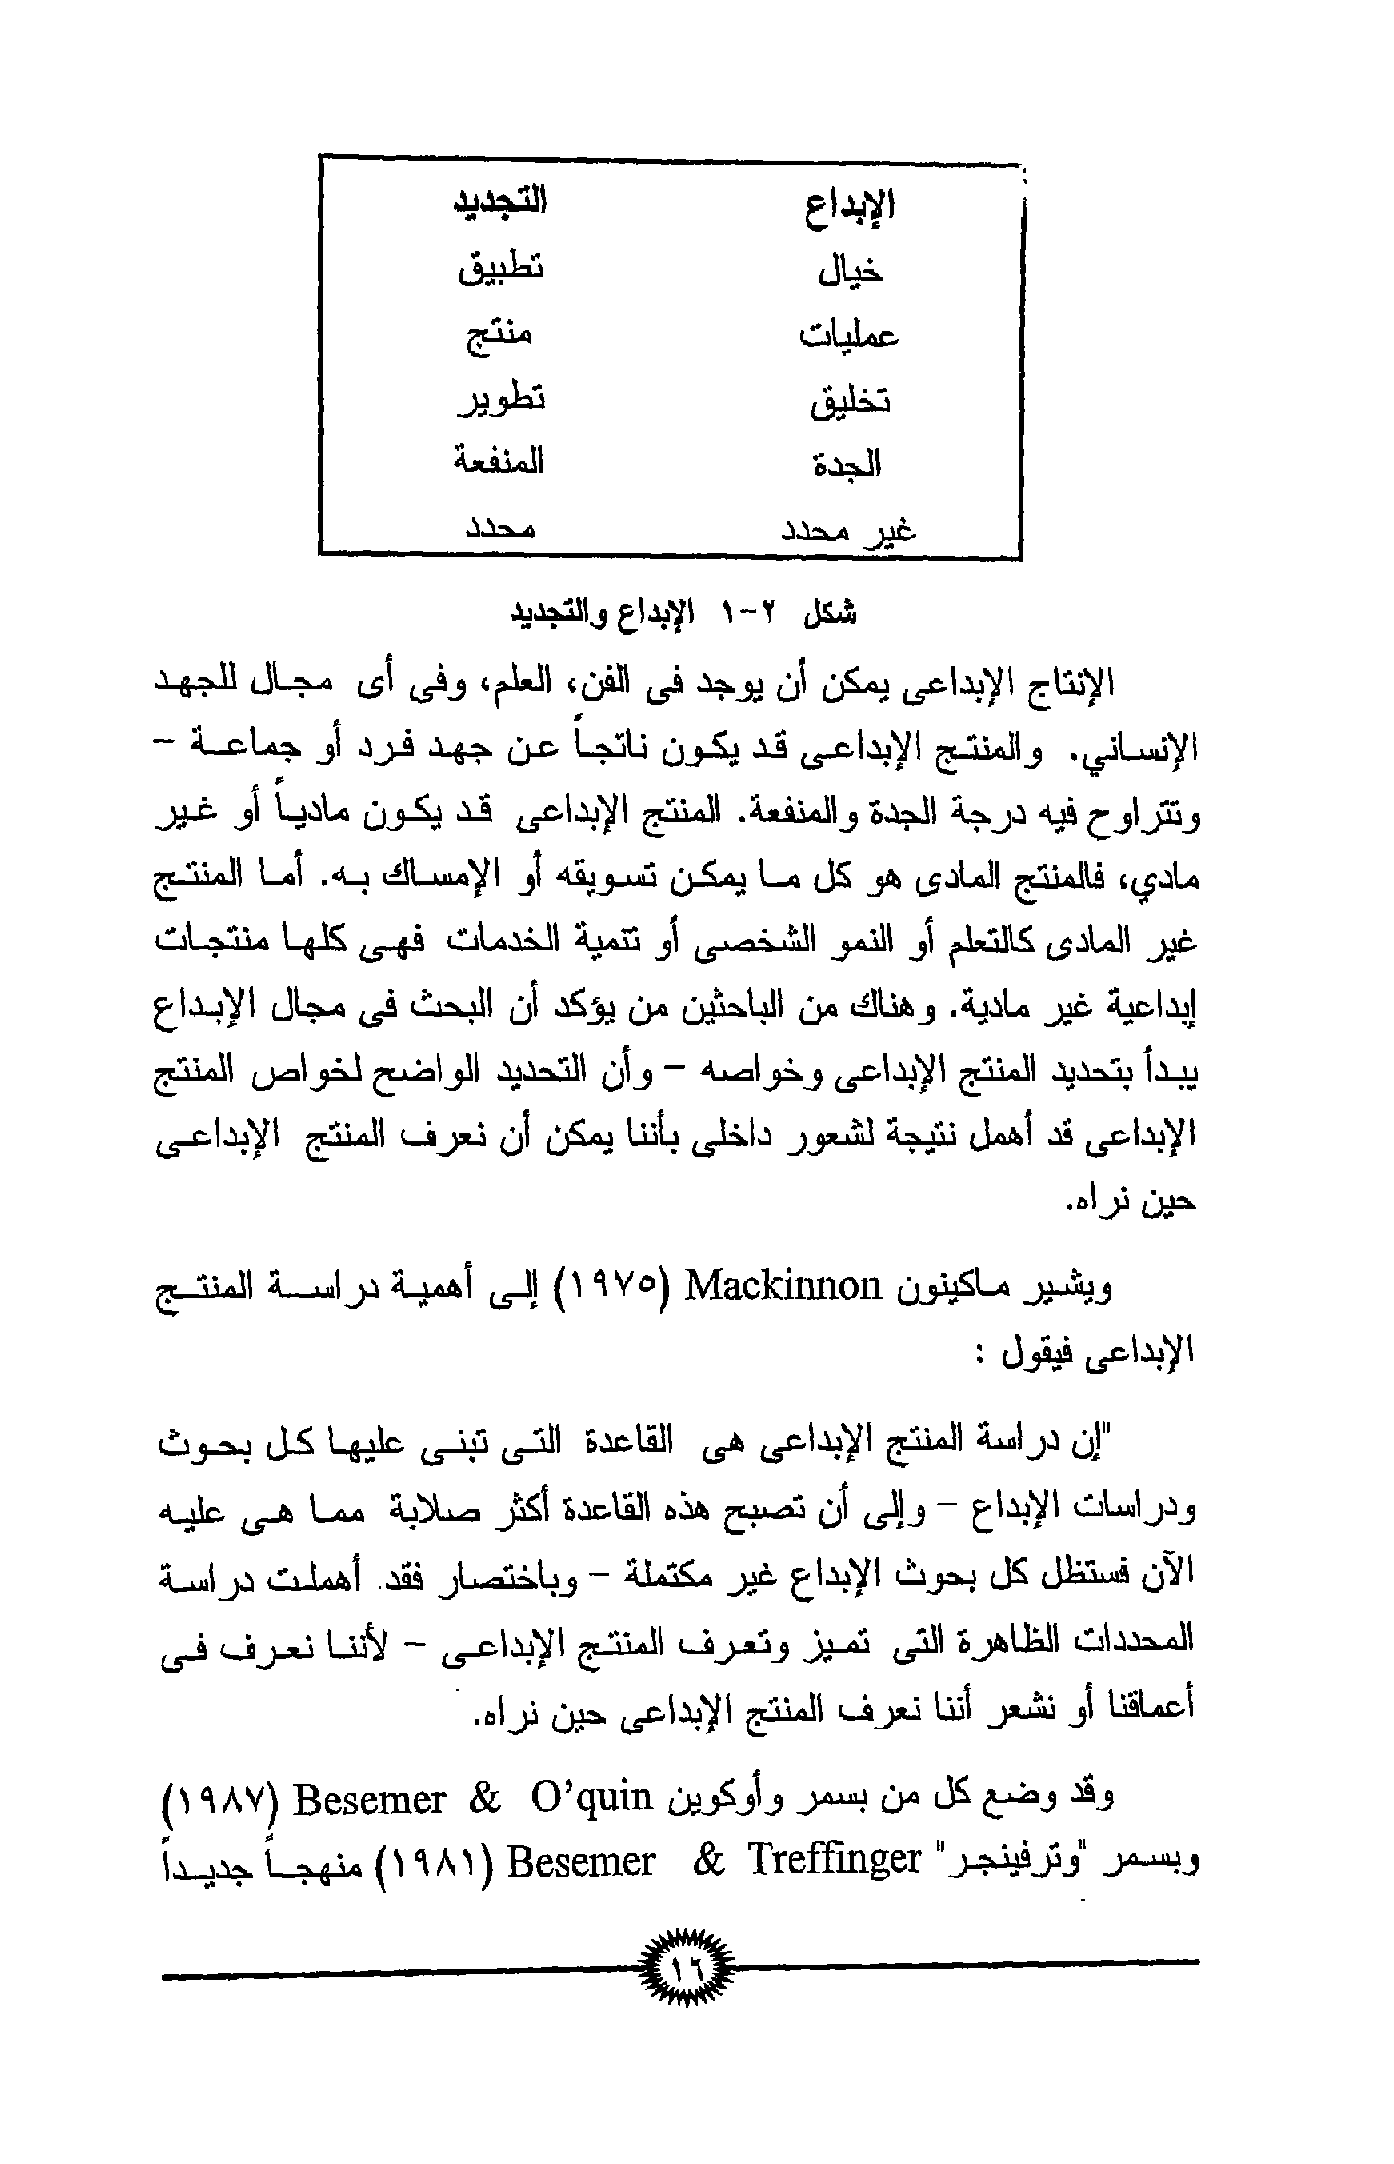 الإبداع التجديد
خيال تطبيق
عمليات منتج
تخليق تطوير
الجدة المنفعة
غير محدد محدد
شكل ٢-١ الإبداع والتجديد
الإنتاج الإبداعى يمكن أن يوجد فى الفن، العلم، وفى أى مجال للجهد
الإنساني. والمنتج الإبداعى قد يكون ناتجاً عن جهد فرد أو جماعة -
وتتراوح فيه درجة الجدة والمنفعة. المنتج الإبداعى قد يكون مادياً أو غير
مادي، فالمنتج المادى هو كل ما يمكن تسويقه أو الإمساك به. أما المنتج
غير المادى كالتعلم أو النمو الشخصى أو تنمية الخدمات فهى كلها منتجات
إبداعية غير مادية. وهناك من الباحثين من يؤكد أن البحث فى مجال الإبداع
يبدأ بتحديد المنتج الإبداعى وخواصه - وأن التحديد الواضح لخواص المنتج
الإبداعى قد أهمل نتيجة لشعور داخلى بأننا يمكن أن نعرف المنتج الإبداعى
حين نراه.
ويشير ماكينون Mackinnon (١٩٧٥) إلى أهمية دراسة المنتج
الإبداعى فيقول :
"إن دراسة المنتج الإبداعى هى القاعدة التى تبنى عليها كل بحوث
ودراسات الإبداع - وإلى أن تصبح هذه القاعدة أكثر صلابة مما هى عليه
الآن فستظل كل بحوث الإبداع غير مكتملة - وباختصار فقد أهملت دراسة
المحددات الظاهرة التى تميز وتعرف المنتج الإبداعى - لأننا نعرف فى
أعماقنا أو نشعر أننا نعرف المنتج الإبداعى حين نراه.
وقد وضع كل من بسمر وأوكوين Besemer & O'quin (١٩٨٧)
وبسمر "وترفينجر" Besemer & Treffinger (١٩٨١) منهجاً جديداً
١٦